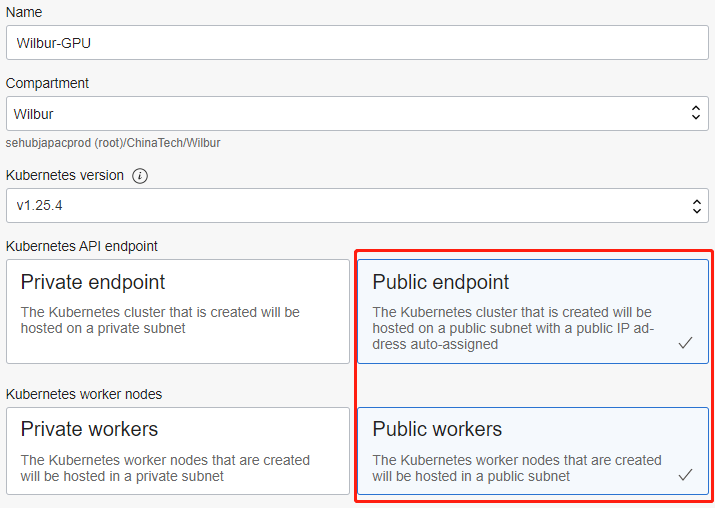 Name
Wilbur-GPU
Compartment
Wilbur
sehubjapacprod (root)/ChinaTech/Wilbur
Kubernetes version
v1.25.4
Kubernetes API endpoint
Private endpoint
The Kubernetes cluster that is created will be
hosted on a private subnet
Public endpoint
The Kubernetes cluster that is created will be
hosted on a public subnet with a public IP ad-
dress auto-assigned
Kubernetes worker nodes
Private workers
The Kubernetes worker nodes that are created
will be hosted in a private subnet
Public workers
The Kubernetes worker nodes that are created
will be hosted in a public subnet